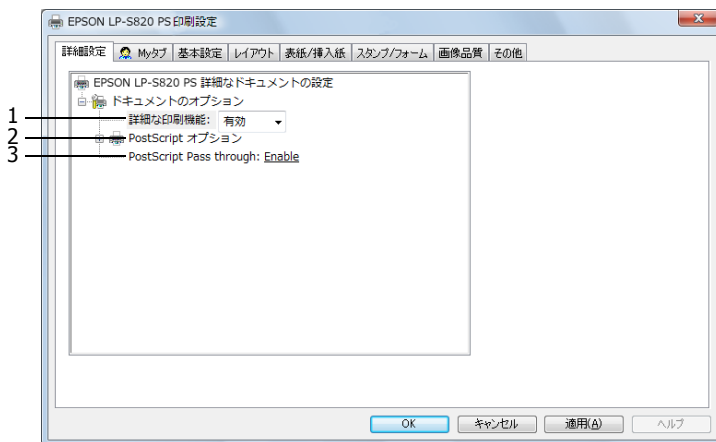 EPSON LP-S820 PS印刷設定
詳細設定 Myタブ 基本設定 レイアウト 表紙/挿入紙 スタンプ/フォーム 画像品質 その他
EPSON LP-S820 PS 詳細なドキュメントの設定
ドキュメントのオプション
1 詳細な印刷機能: 有効
2 PostScript オプション
3 PostScript Pass through: Enable
OK キャンセル 適用(A) ヘルプ